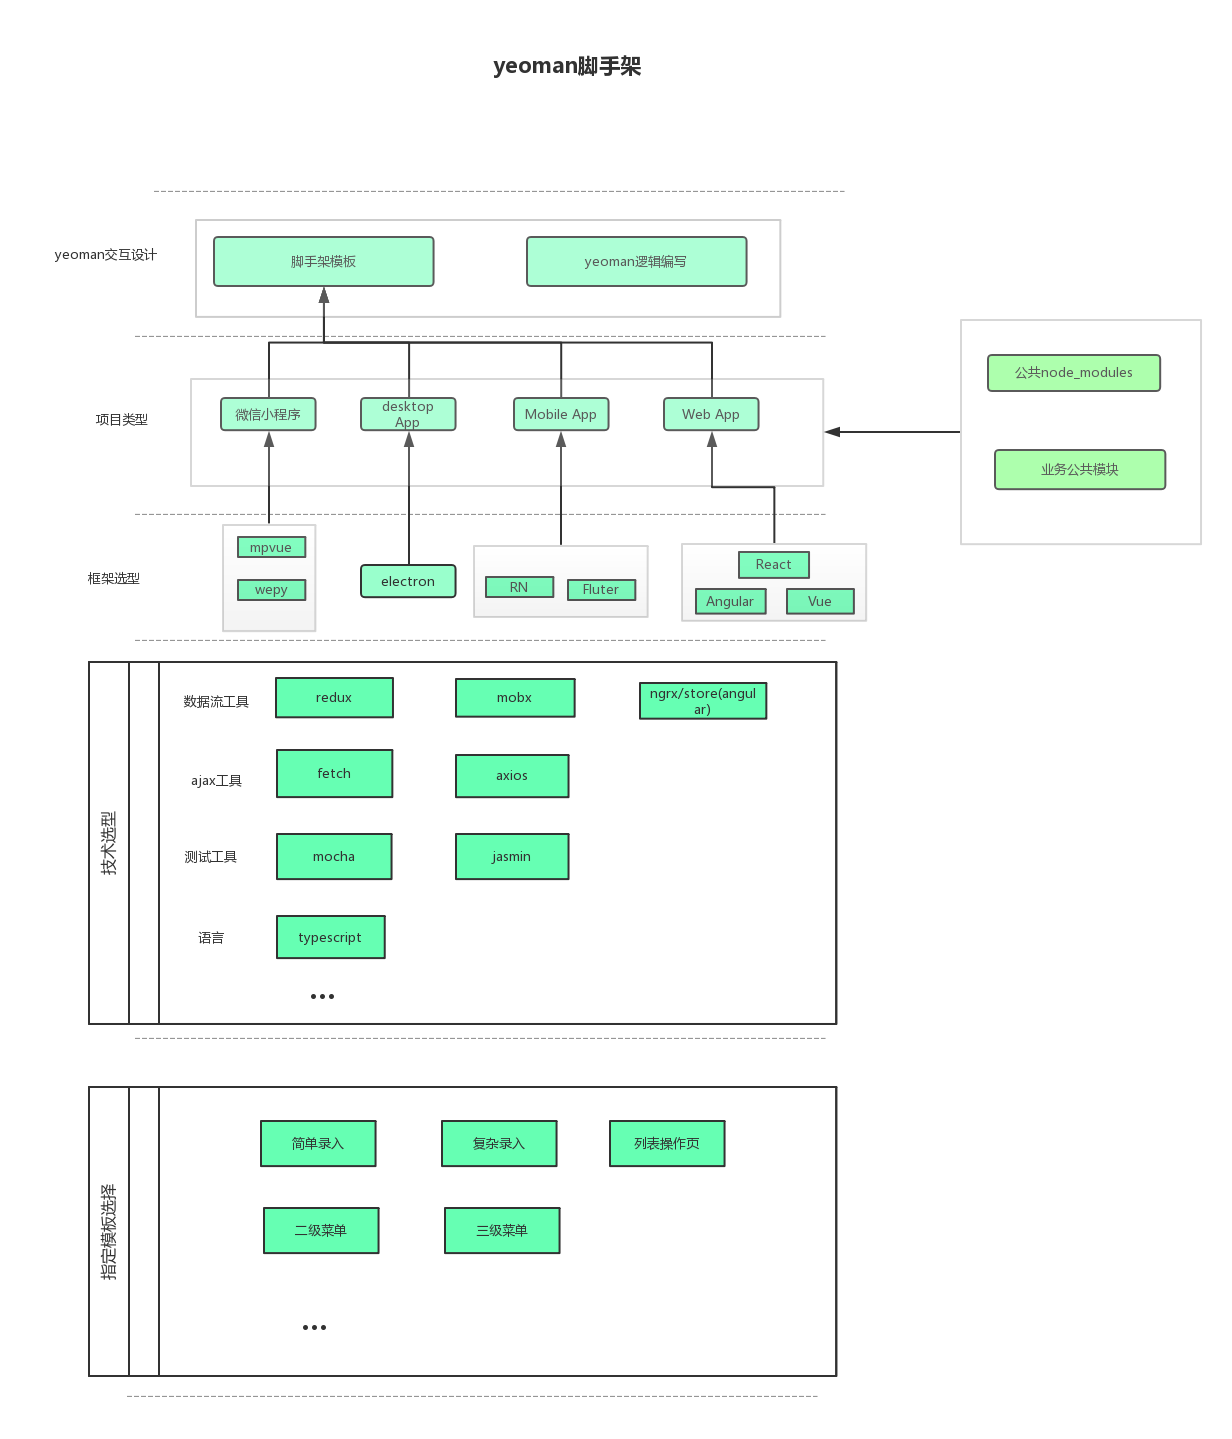 yeoman脚手架
yeoman交互设计
脚手架模板
yeoman逻辑编写
公共node_modules
业务公共模块
项目类型
微信小程序
desktop
App
Mobile App
Web App
框架选型
mpvue
wepy
electron
RN
Fluter
React
Angular
Vue
技术选型
数据流工具
redux
mobx
ngrx/store(angul
ar)
ajax工具
fetch
axios
测试工具
mocha
jasmin
语言
typescript
•••
指定模板选择
简单录入
复杂录入
列表操作页
二级菜单
三级菜单
•••